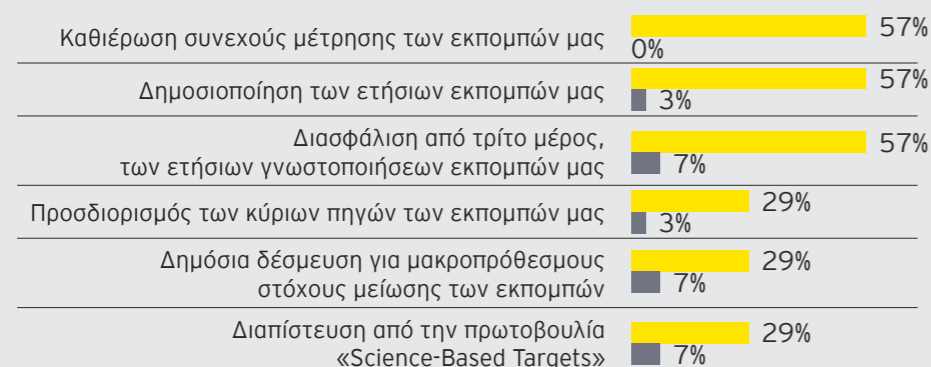 Καθιέρωση συνεχούς μέτρησης των εκπομπών μας
57%
0%
Δημοσιοποίηση των ετήσιων εκπομπών μας
57%
3%
Διασφάλιση από τρίτο μέρος,
των ετήσιων γνωστοποιήσεων εκπομπών μας
57%
7%
Προσδιορισμός των κύριων πηγών των εκπομπών μας
29%
3%
Δημόσια δέσμευση για μακροπρόθεσμους
στόχους μείωσης των εκπομπών
29%
7%
Διαπίστευση από την πρωτοβουλία
«Science-Based Targets»
29%
7%